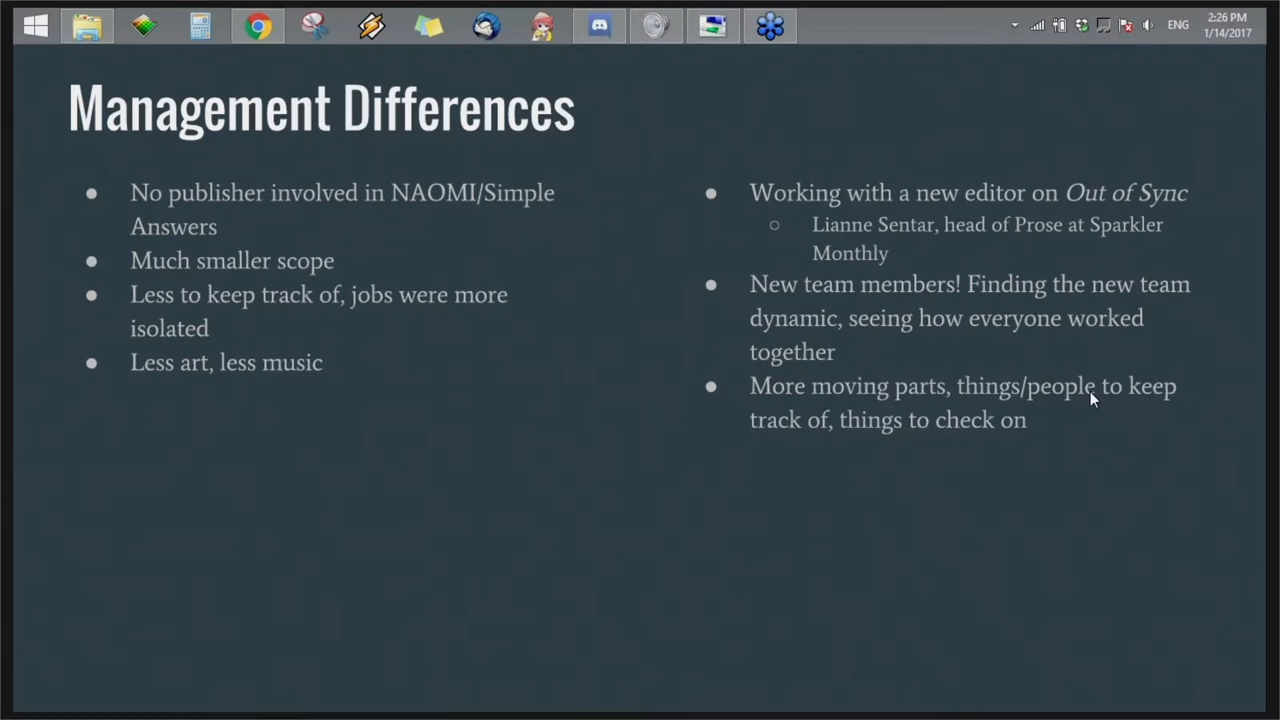 2:26 PM
ENG
1/14/2017
Management Differences
No publisher involved in NAOMI/Simple
Answers
Much smaller scope
Less to keep track of, jobs were more
isolated
Less art, less music
Working with a new editor on Out of Sync
Lianne Sentar, head of Prose at Sparkler
Monthly
New team members! Finding the new team
dynamic, seeing how everyone worked
together
More moving parts, things/people to keep
track of, things to check on